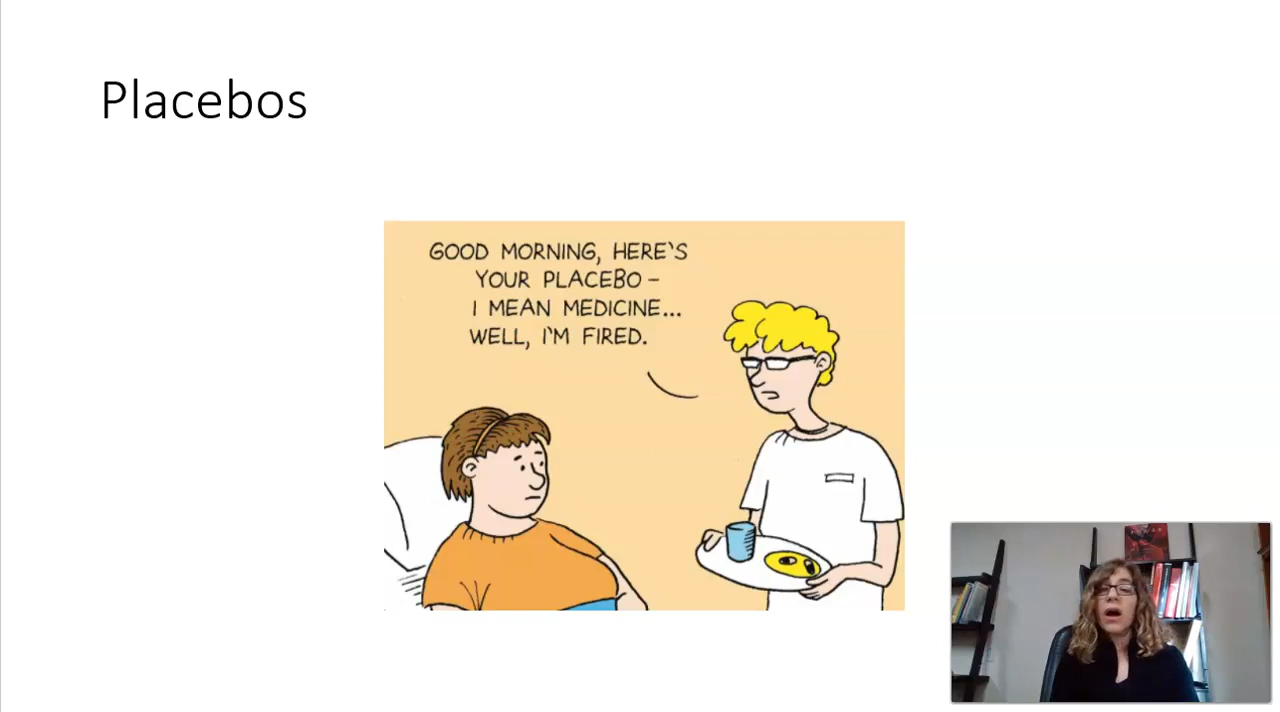 Placebos
GOOD MORNING, HERE'S
YOUR PLACEBO -
I MEAN MEDICINE...
WELL, I'M FIRED.